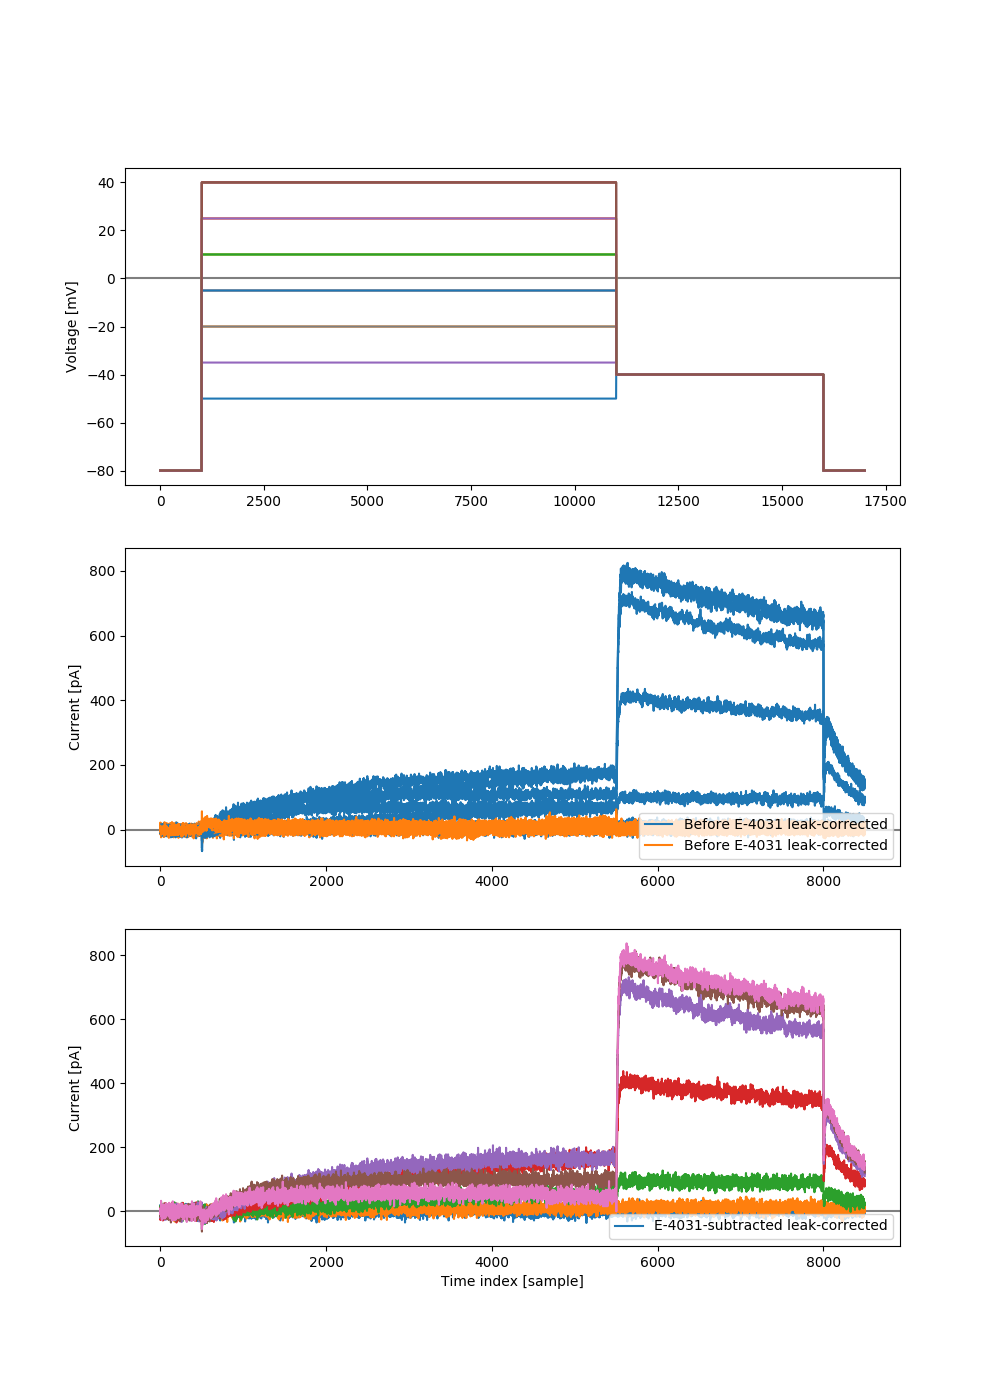 Voltage [mV]
40
20
0
−20
−40
−60
−80
0 2500 5000 7500 10000 12500 15000 17500
Current [pA]
800
600
400
200
0
Before E-4031 leak-corrected
Before E-4031 leak-corrected
0 2000 4000 6000 8000
Current [pA]
800
600
400
200
0
E-4031-subtracted leak-corrected
0 2000 4000 6000 8000
Time index [sample]